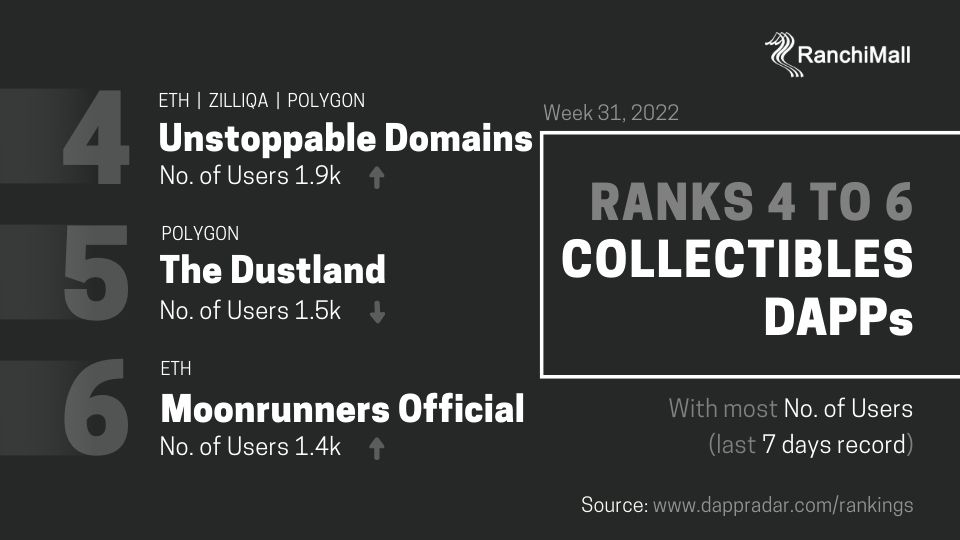 RanchiMall
4
ETH | ZILLIQA | POLYGON
Unstoppable Domains
No. of Users 1.9k
5
POLYGON
The Dustland
No. of Users 1.5k
6
ETH
Moonrunners Official
No. of Users 1.4k
Week 31, 2022
RANKS 4 TO 6
COLLECTIBLES
DAPPs
With most No. of Users
(last 7 days record)
Source: www.dappradar.com/rankings